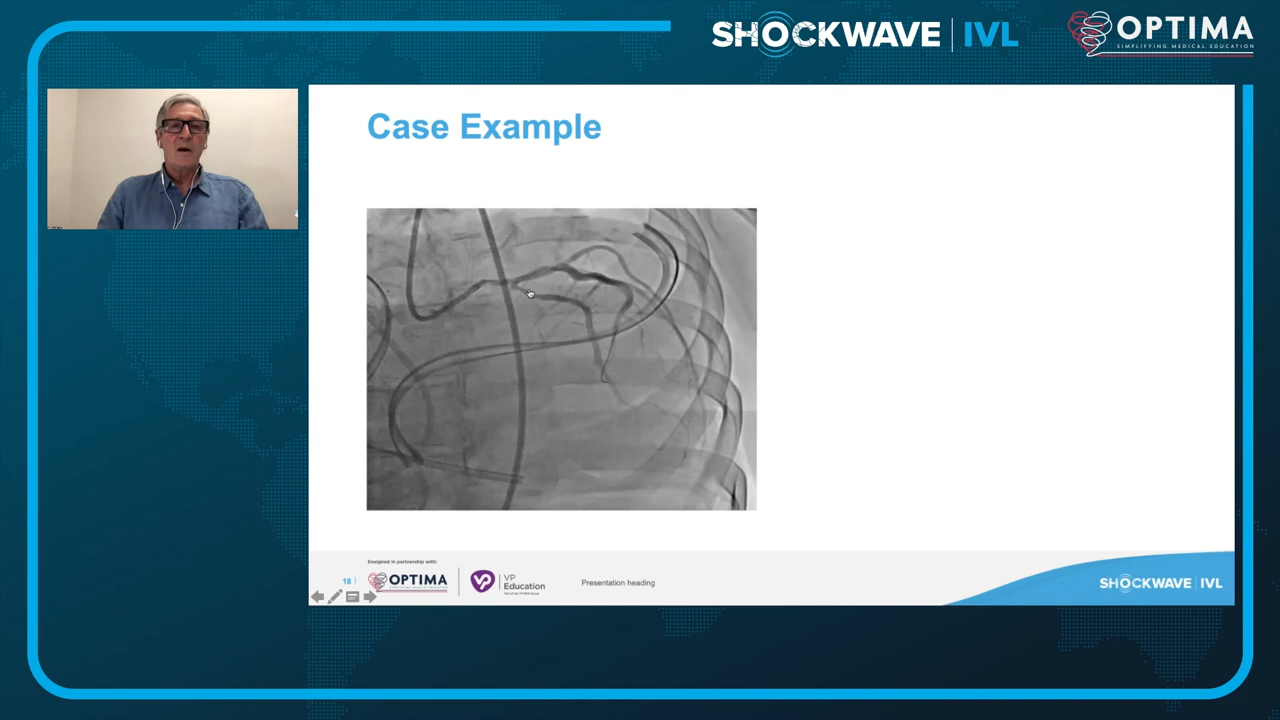 SHOCKWAVE IVL
OPTIMA
SIMPLIFYING MEDICAL EDUCATION
Case Example
Designed in partnership with:
18
OPTIMA
VP
VP
Education
Presentation heading
SHOCKWAVE IVL